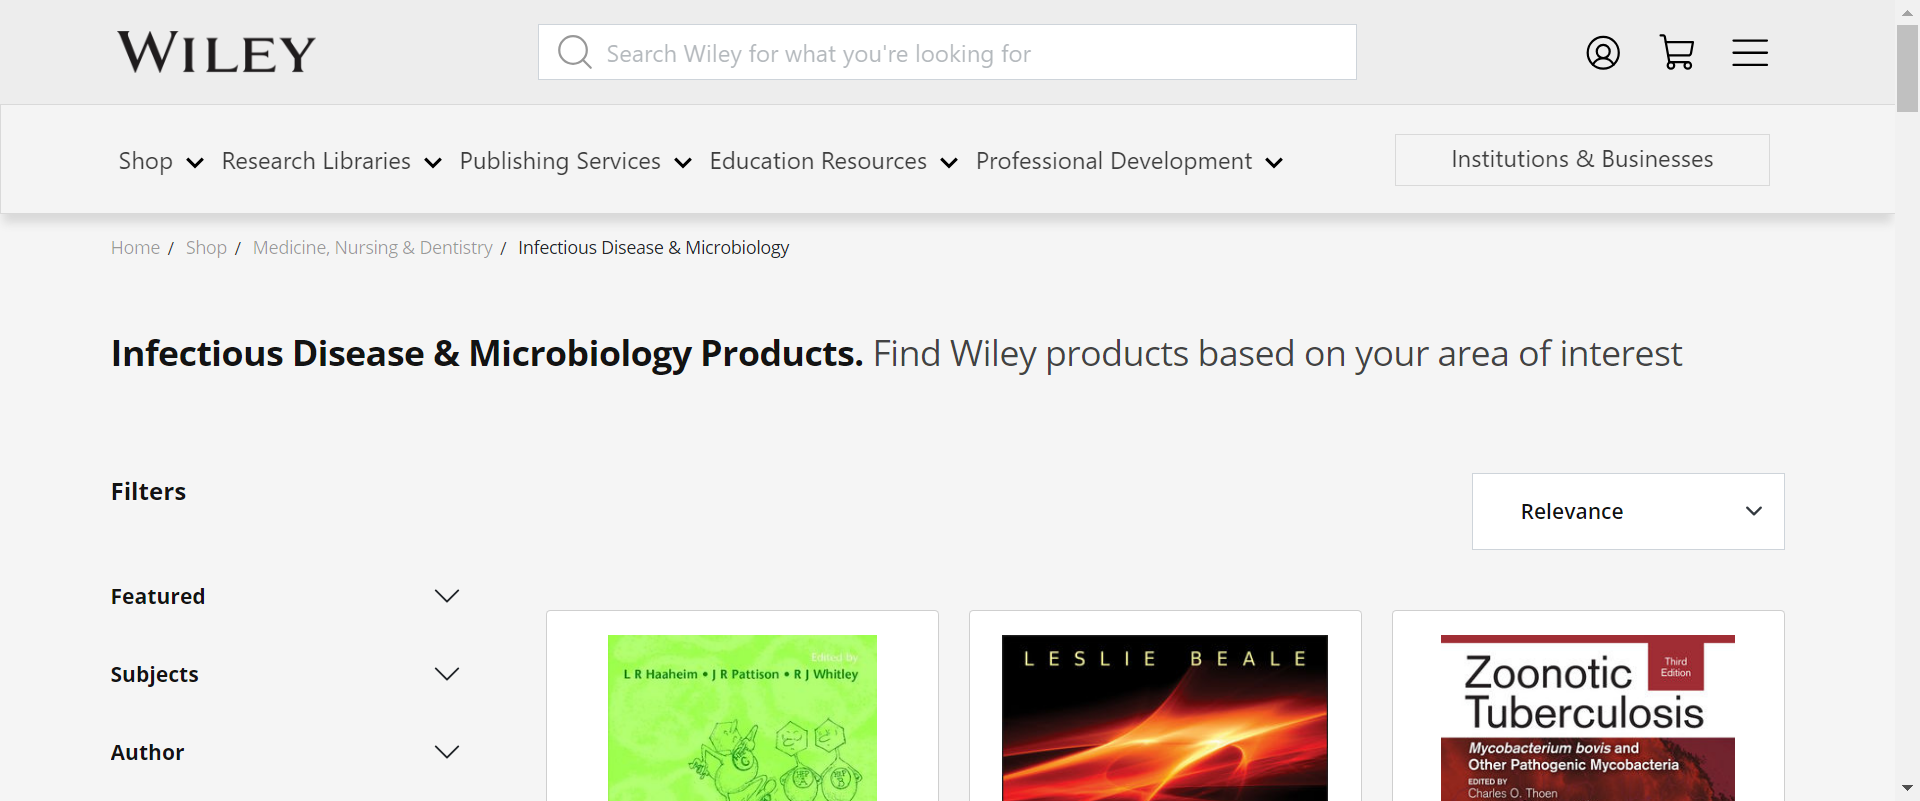 WILEY
Search Wiley for what you're looking for
Shop Research Libraries Publishing Services Education Resources Professional Development Institutions & Businesses
Home / Shop / Medicine, Nursing & Dentistry / Infectious Disease & Microbiology
Infectious Disease & Microbiology Products. Find Wiley products based on your area of interest
Filters
Relevance
Featured
Subjects
Author
Edited by
L R Haaheim • J R Pattison • R J Whitley
C
LESLIE BEALE
Zoonotic
Tuberculosis
Third
Edition
Mycobacterium bovis and
Other Pathogenic Mycobacteria
EDITED BY
Charles O. Thoen